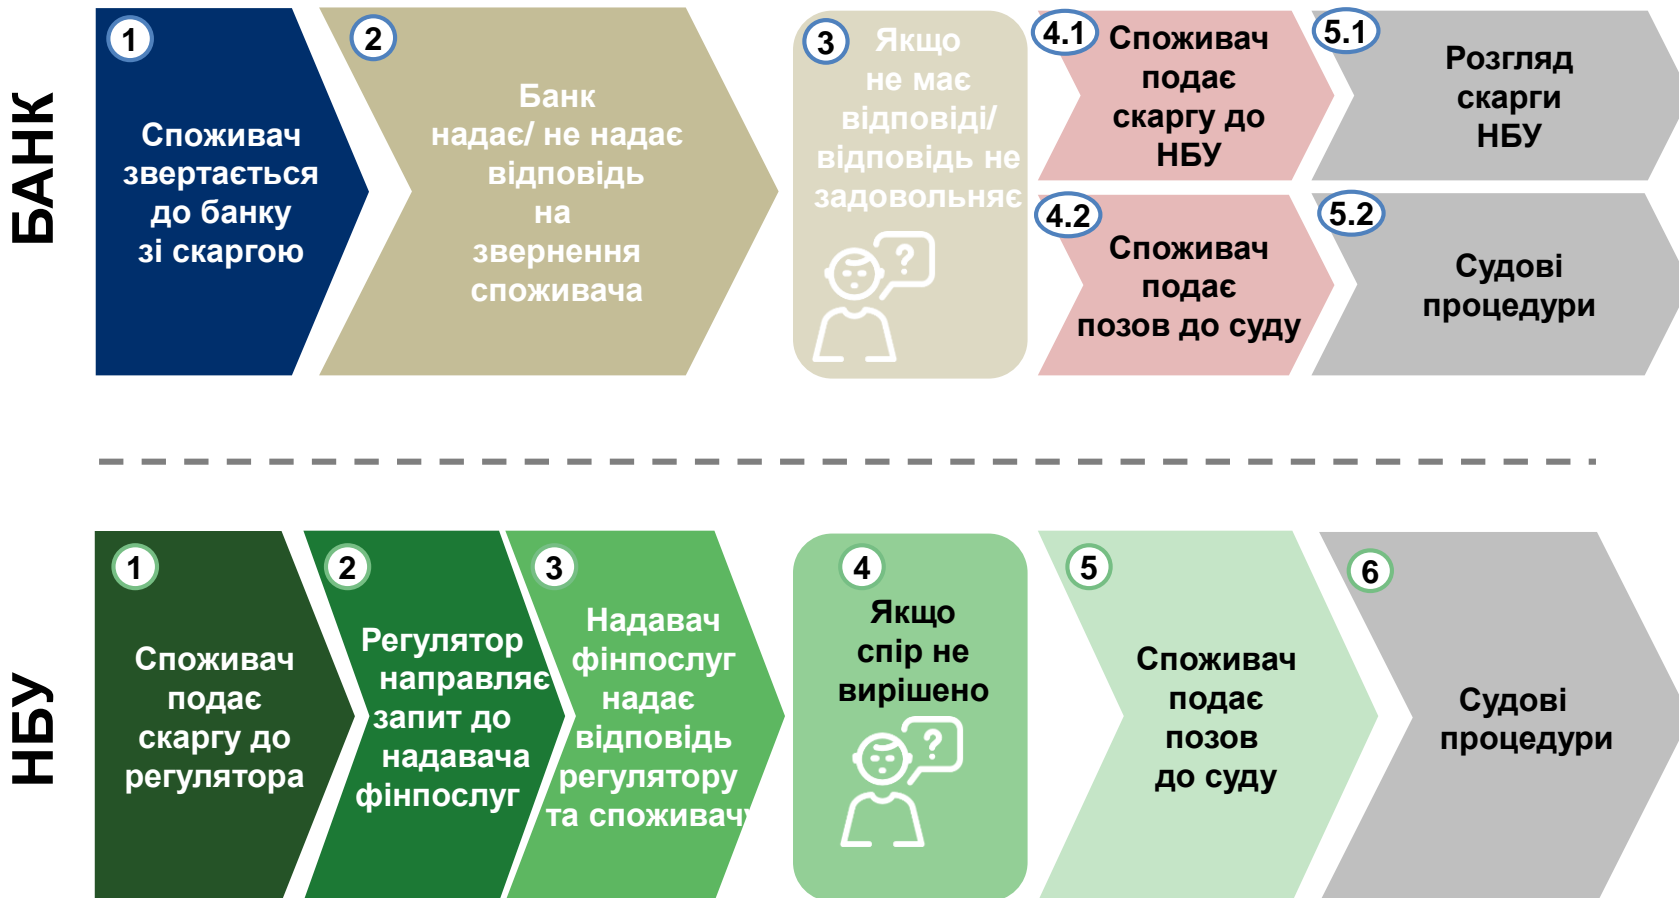 БАНК
1
Споживач
звертається
до банку
зі скаргою
2
Банк
надає/ не надає
відповідь
на
звернення
споживача
3
Якщо
не має
відповіді/
відповідь не
задовольняє
?
4.1
Споживач
подає
скаргу до
НБУ
5.1
Розгляд
скарги
НБУ
4.2
Споживач
подає
позов до суду
5.2
Судові
процедури
НБУ
1
Споживач
подає
скаргу до
регулятора
2
Регулятор
направляє
запит до
надавача
фінпослуг
3
Надавач
фінпослуг
надає
відповідь
регулятору
та споживачу
4
Якщо
спір не
вирішено
?
5
Споживач
подає
позов
до суду
6
Судові
процедури